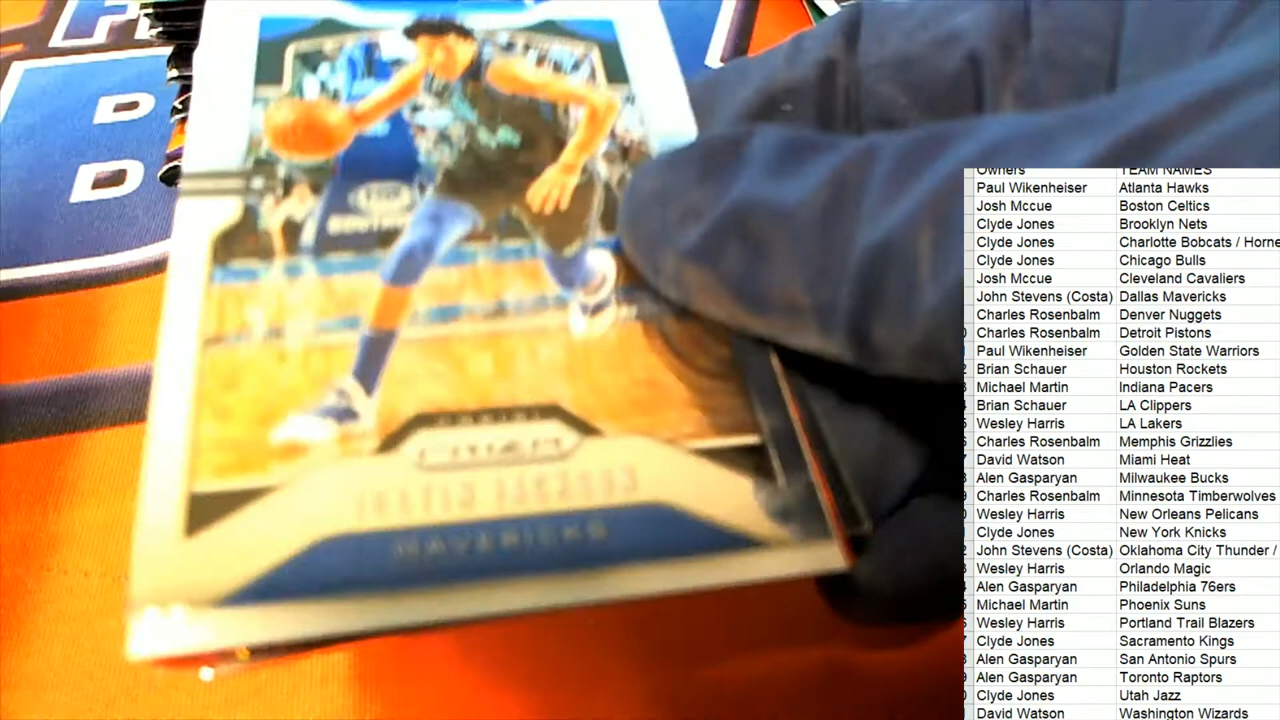 D
D
PANINI
PRIZM
MAVERICKS
Owners TEAM NAMES
Paul Wikenheiser Atlanta Hawks
Josh Mccue Boston Celtics
Clyde Jones Brooklyn Nets
Clyde Jones Charlotte Bobcats / Horne
Clyde Jones Chicago Bulls
Josh Mccue Cleveland Cavaliers
John Stevens (Costa) Dallas Mavericks
Charles Rosenbalm Denver Nuggets
Charles Rosenbalm Detroit Pistons
Paul Wikenheiser Golden State Warriors
Brian Schauer Houston Rockets
Michael Martin Indiana Pacers
Brian Schauer LA Clippers
Wesley Harris LA Lakers
Charles Rosenbalm Memphis Grizzlies
David Watson Miami Heat
Alen Gasparyan Milwaukee Bucks
Charles Rosenbalm Minnesota Timberwolves
Wesley Harris New Orleans Pelicans
Clyde Jones New York Knicks
John Stevens (Costa) Oklahoma City Thunder /
Wesley Harris Orlando Magic
Alen Gasparyan Philadelphia 76ers
Michael Martin Phoenix Suns
Wesley Harris Portland Trail Blazers
Clyde Jones Sacramento Kings
Alen Gasparyan San Antonio Spurs
Alen Gasparyan Toronto Raptors
Clyde Jones Utah Jazz
David Watson Washington Wizards